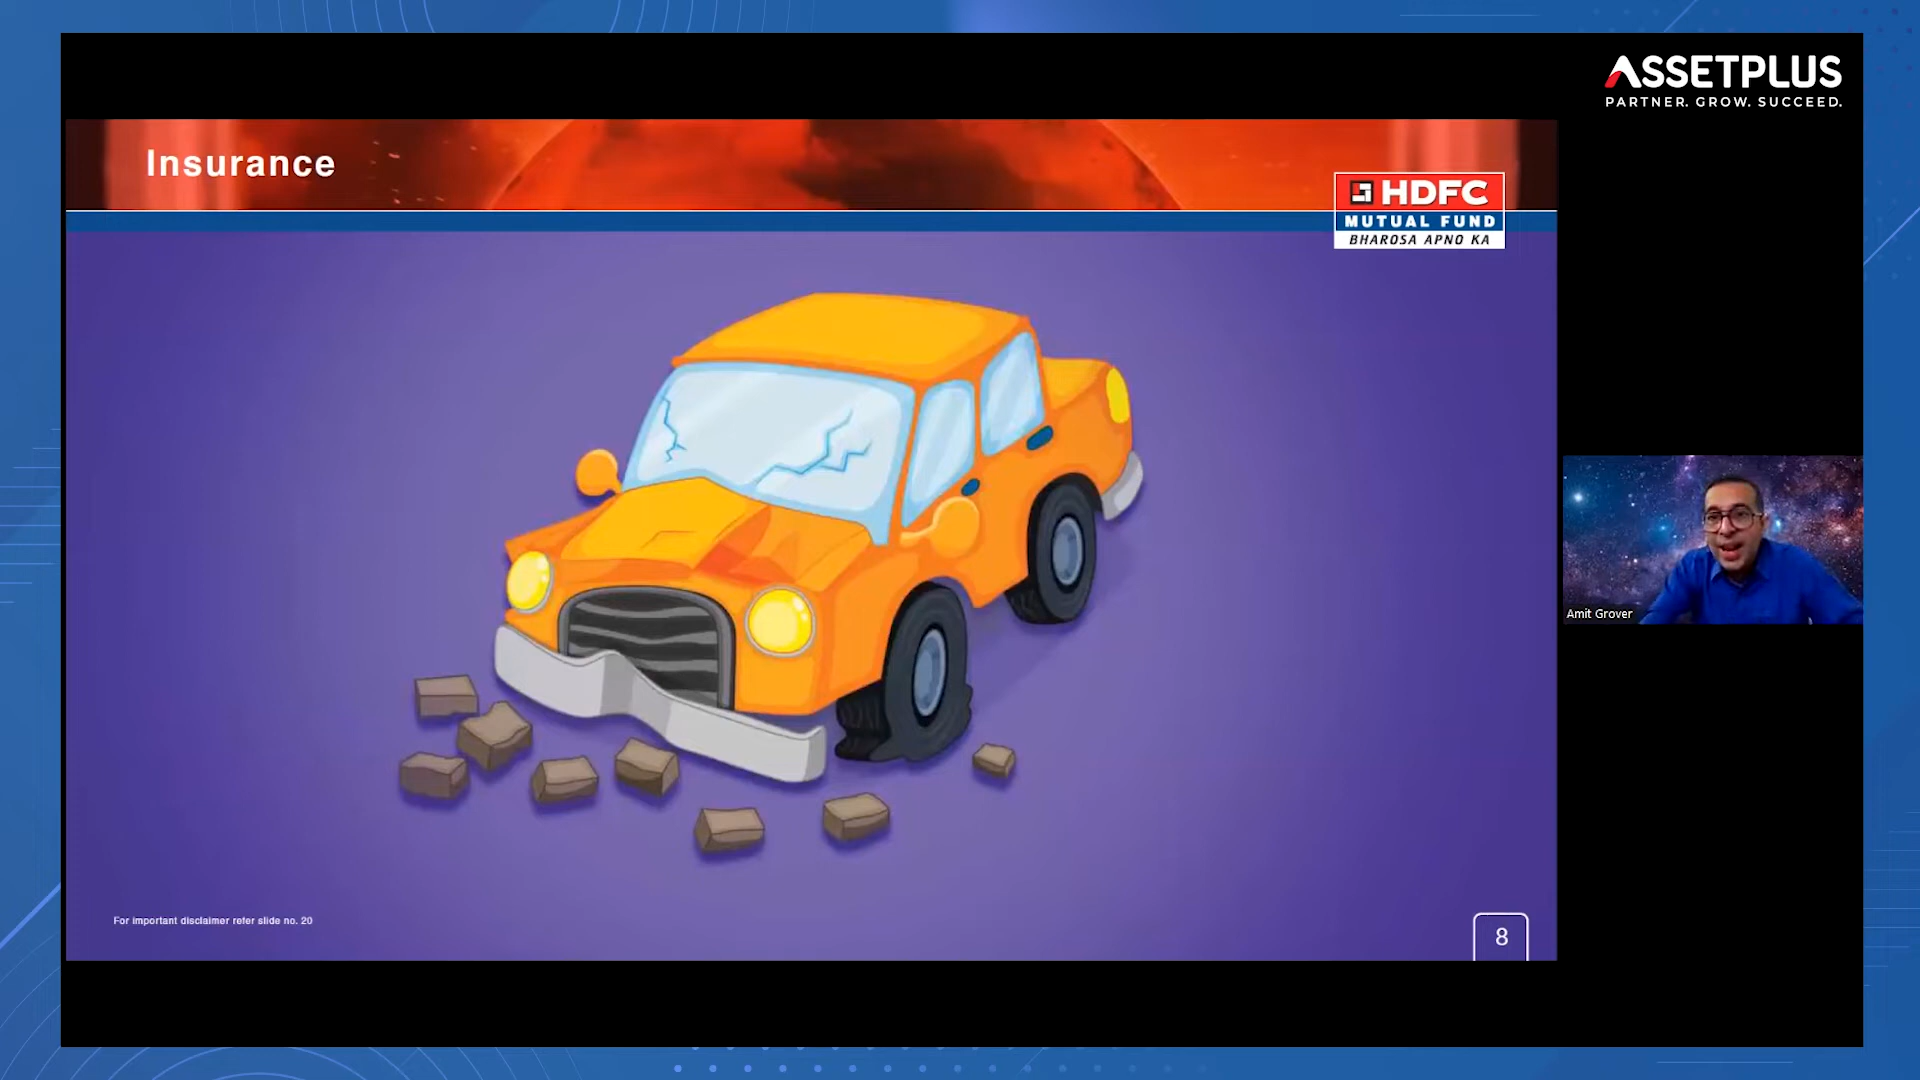 ASSETPLUS
PARTNER. GROW. SUCCEED.
Insurance
HDFC
MUTUAL FUND
BHAROSA APNO KA
Amit Grover
For important disclaimer refer slide no. 20
8